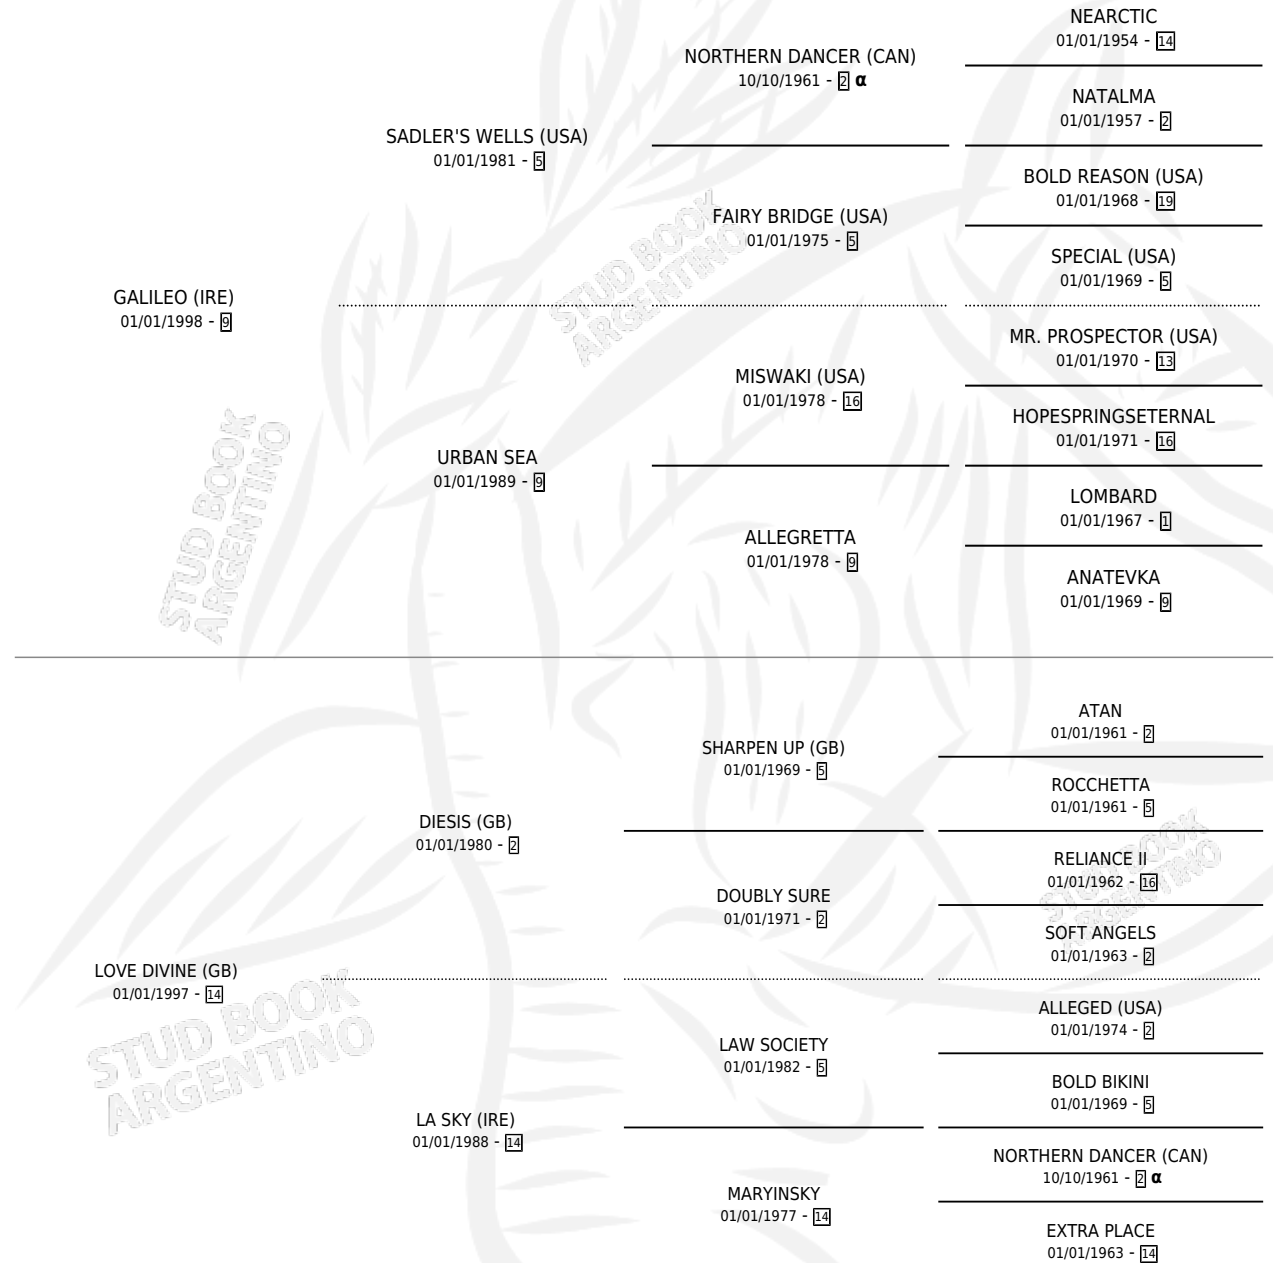 NEARCTIC
01/01/1954 - 14
NORTHERN DANCER (CAN)
10/10/1961 - 2 α
NATALMA
01/01/1957 - 2
SADLER'S WELLS (USA)
01/01/1981 - 5
BOLD REASON (USA)
01/01/1968 - 19
FAIRY BRIDGE (USA)
01/01/1975 - 5
SPECIAL (USA)
01/01/1969 - 5
STUD BOOK
ARGENTINO
GALILEO (IRE)
01/01/1998 - 9
MR. PROSPECTOR (USA)
01/01/1970 - 13
MISWAKI (USA)
01/01/1978 - 16
HOPESPRINGSETERNAL
01/01/1971 - 16
URBAN SEA
01/01/1989 - 9
LOMBARD
01/01/1967 - 1
ALLEGRETTA
01/01/1978 - 9
ANATEVKA
01/01/1969 - 9
STUD BOOK
ARGENTINO
ATAN
01/01/1961 - 2
SHARPEN UP (GB)
01/01/1969 - 5
ROCCHETTA
01/01/1961 - 5
DIESIS (GB)
01/01/1980 - 2
RELIANCE II
01/01/1962 - 16
DOUBLY SURE
01/01/1971 - 2
SOFT ANGELS
01/01/1963 - 2
STUD BOOK
ARGENTINO
LOVE DIVINE (GB)
01/01/1997 - 14
ALLEGED (USA)
01/01/1974 - 2
LAW SOCIETY
01/01/1982 - 5
BOLD BIKINI
01/01/1969 - 5
STUD BOOK
ARGENTINO
LA SKY (IRE)
01/01/1988 - 14
NORTHERN DANCER (CAN)
10/10/1961 - 2 α
MARYINSKY
01/01/1977 - 14
EXTRA PLACE
01/01/1963 - 14